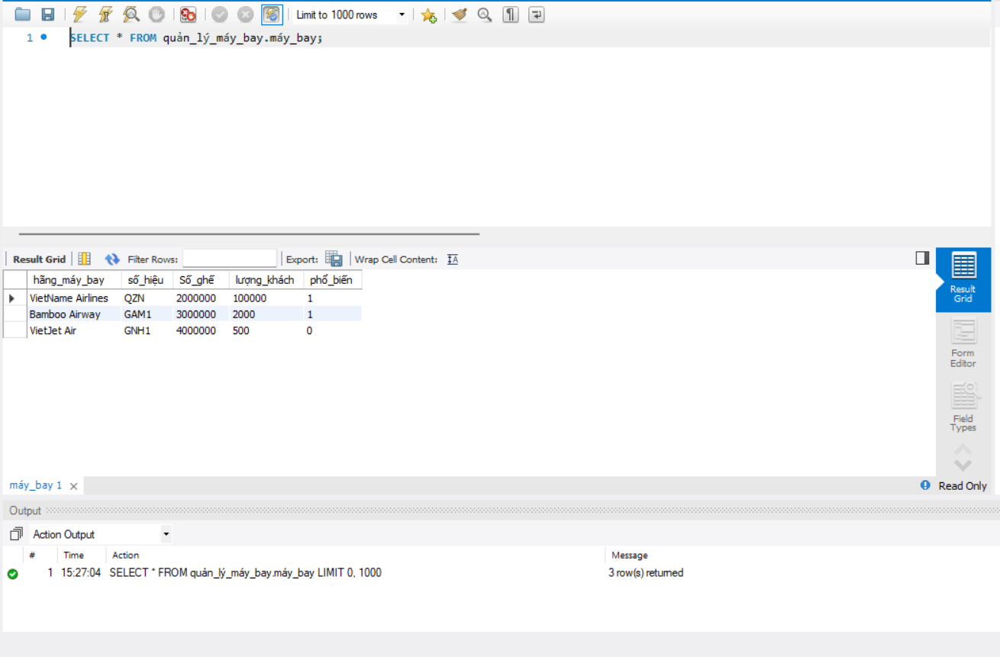 Limit to 1000 rows
1 SELECT * FROM quản_lý_máy_bay.máy_bay;
Result Grid Filter Rows: Export: Wrap Cell Content:
hãng_máy_bay số_hiệu Số_ghế lượng_khách phổ_biến
VietName Airlines QZN 2000000 100000 1
Bamboo Airway GAM1 3000000 2000 1
VietJet Air GNH1 4000000 500 0
Result
Grid
Form
Editor
Field
Types
máy_bay 1 Read Only
Output
Action Output
# Time Action Message
1 15:27:04 SELECT * FROM quản_lý_máy_bay.máy_bay LIMIT 0, 1000 3 row(s) returned